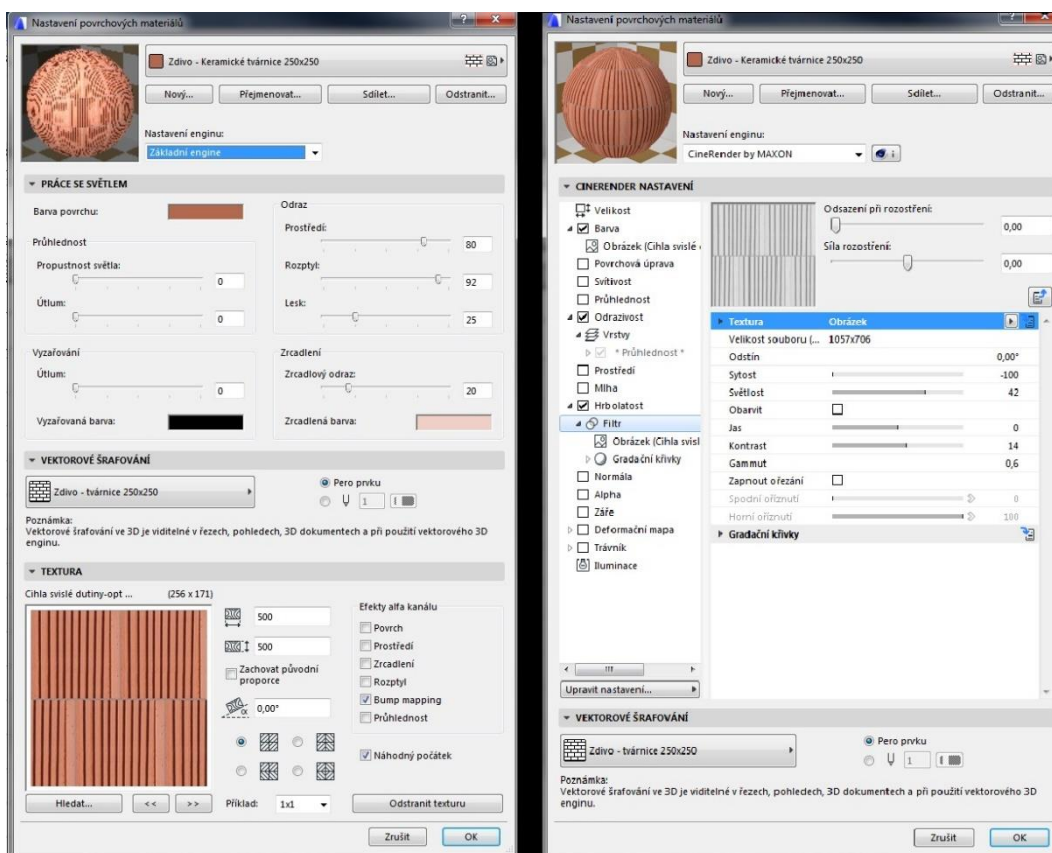 Nastavení povrchových materiálů
Zdivo - Keramické tvárnice 250x250
Nový...
Přejmenovat...
Sdílet...
Odstranit...
Nastavení enginu:
Základní engine
PRÁCE SE SVĚTLEM
Barva povrchu:
Průhlednost
Propustnost světla:
0
Útlum:
0
Odraz
Prostředí:
80
Rozptyl:
92
Lesk:
25
Vyzařování
Útlum:
0
Vyzařovaná barva:
Zrcadlení
Zrcadlový odraz:
20
Zrcadlená barva:
VEKTOROVÉ ŠRAFOVÁNÍ
Zdivo - tvárnice 250x250
Pero prvku
1
1
Poznámka:
Vektorové šrafování ve 3D je viditelné v řezech, pohledech, 3D dokumentech a při použití vektorového 3D
enginu.
TEXTURA
Cihla svislé dutiny-opt ... (256 x 171)
500
500
Zachovat původní
proporce
α 0,00°
Efekty alfa kanálu
Povrch
Prostředí
Zrcadlení
Rozptyl
Bump mapping
Průhlednost
Náhodný počátek
Hledat...
<<
>>
Příklad: 1x1
Odstranit texturu
Zrušit
OK
Nastavení povrchových materiálů
Zdivo - Keramické tvárnice 250x250
Nový...
Přejmenovat...
Sdílet...
Odstranit...
Nastavení enginu:
CineRender by MAXON
i
CINERENDER NASTAVENÍ
Velikost
Barva
Obrázek (Cihla svislé
Povrchová úprava
Svítivost
Průhlednost
Odrazivost
Vrstvy
* Průhlednost *
Prostředí
Mlha
Hrbolatost
Filtr
Obrázek (Cihla svisl
Gradační křivky
Normála
Alpha
Záře
Deformační mapa
Trávník
Iluminace
Upravit nastavení...
Odsazení při rozostření:
0,00
Síla rozostření:
0,00
Textura Obrázek
Velikost souboru (... 1057x706
Odstín 0,00°
Sytost -100
Světlost 42
Obarvit
Jas 0
Kontrast 14
Gammut 0,6
Zapnout ořezání
Spodní oříznutí 0
Horní oříznutí 100
Gradační křivky
VEKTOROVÉ ŠRAFOVÁNÍ
Zdivo - tvárnice 250x250
Pero prvku
1
1
Poznámka:
Vektorové šrafování ve 3D je viditelné v řezech, pohledech, 3D dokumentech a při použití vektorového 3D
enginu.
Zrušit
OK